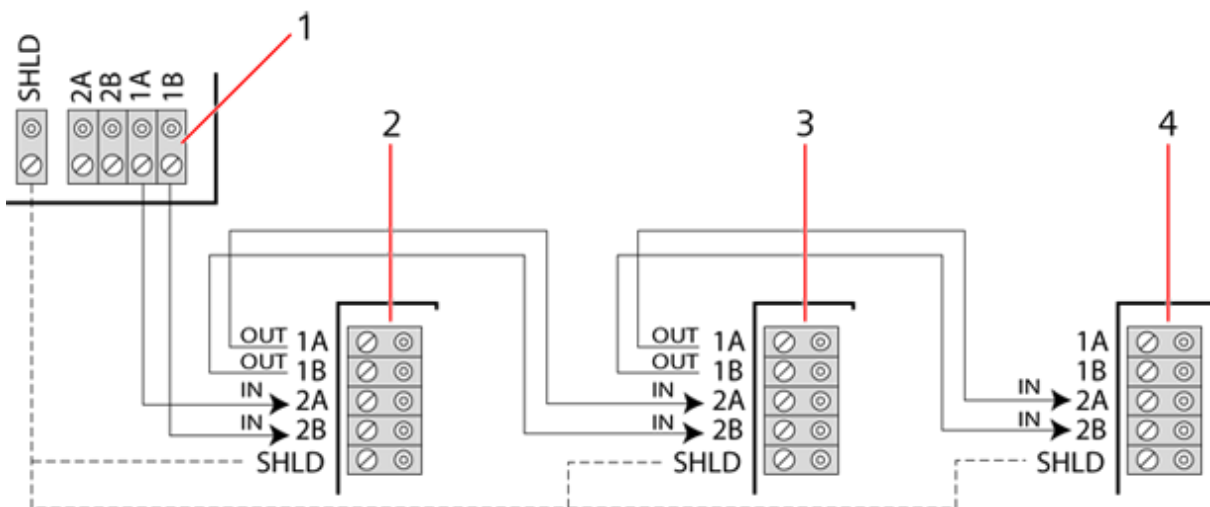 1
SHLD 2A 2B 1A 1B
2 3 4
OUT 1A OUT 1A 1A
OUT 1B OUT 1B 1B
IN 2A IN 2A IN 2A
IN 2B IN 2B IN 2B
SHLD SHLD SHLD